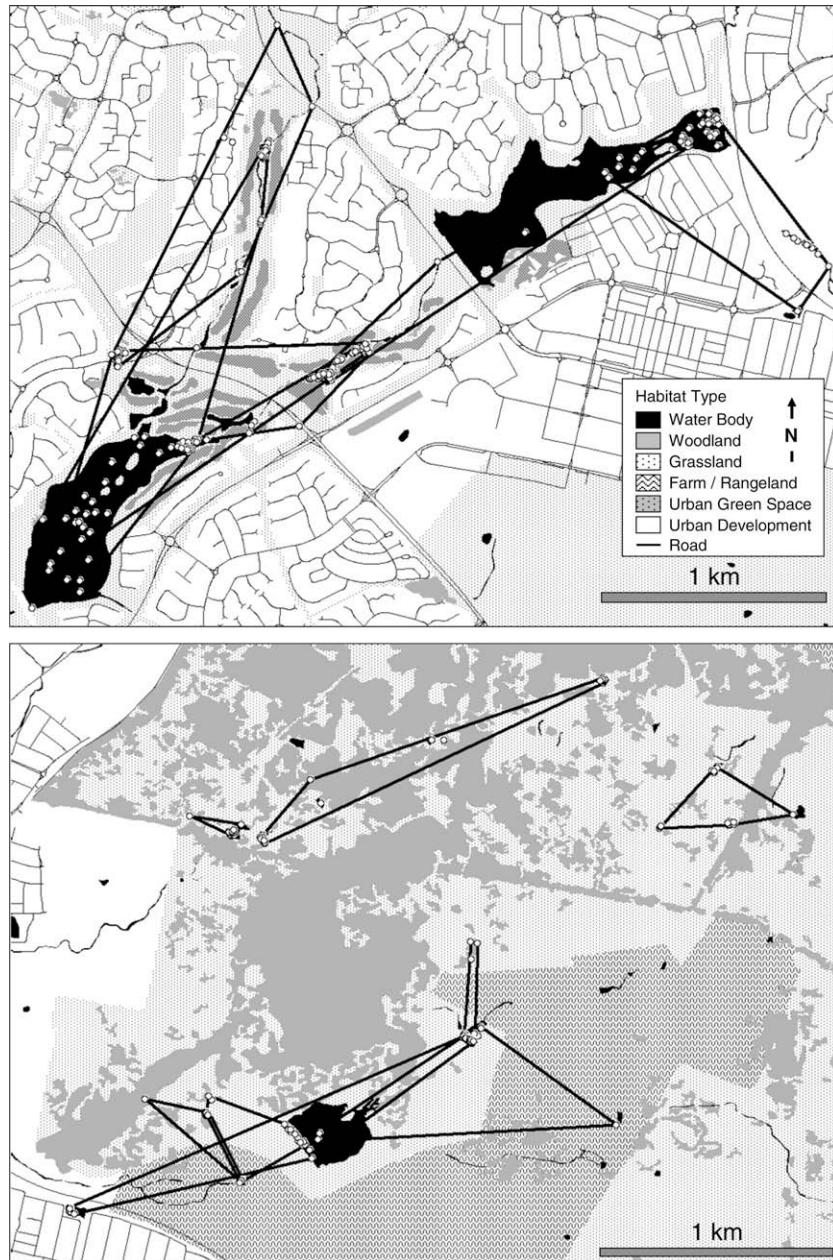 Habitat Type
Water Body
Woodland
Grassland
Farm / Rangeland
Urban Green Space
Urban Development
Road
N
1 km
1 km